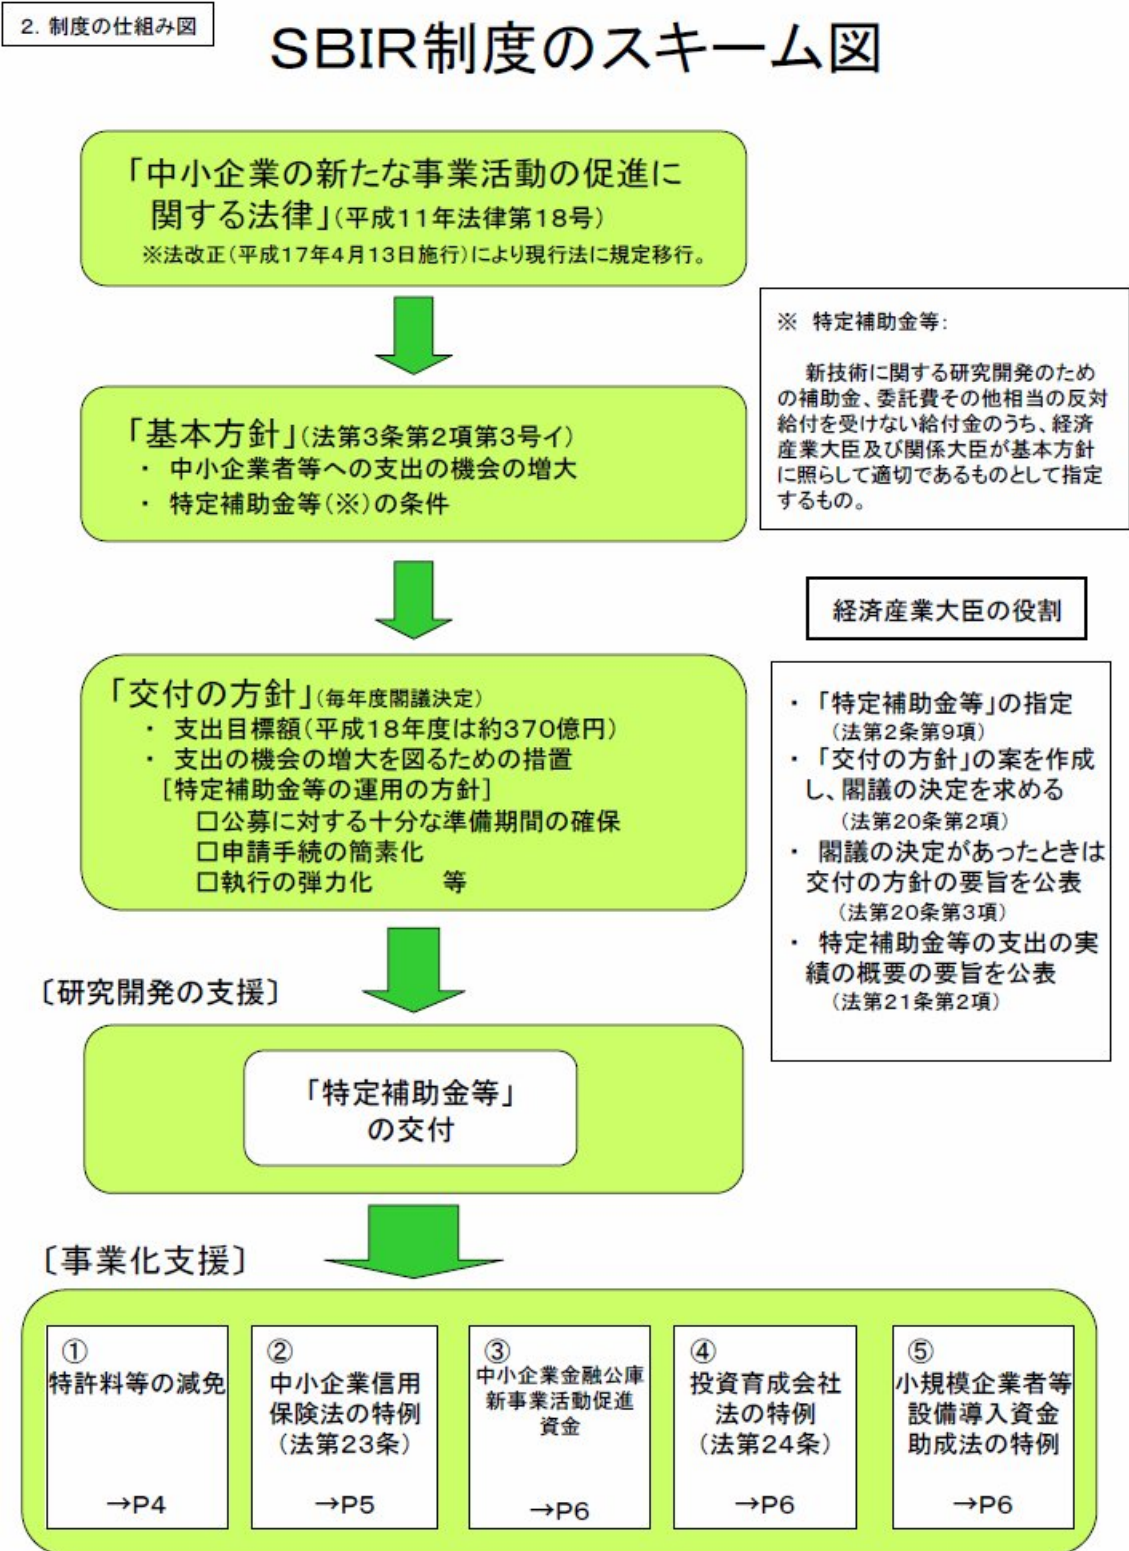 2. 制度の仕組み図
SBIR制度のスキーム図
「中小企業の新たな事業活動の促進に
関する法律」(平成11年法律第18号)
※法改正(平成17年4月13日施行)により現行法に規定移行。
※ 特定補助金等:
新技術に関する研究開発のため
の補助金、委託費その他相当の反対
給付を受けない給付金のうち、経済
産業大臣及び関係大臣が基本方針
に照らして適切であるものとして指定
するもの。
「基本方針」(法第3条第2項第3号イ)
・ 中小企業者等への支出の機会の増大
・ 特定補助金等(※)の条件
経済産業大臣の役割
「交付の方針」(毎年度閣議決定)
・ 支出目標額(平成18年度は約370億円)
・ 支出の機会の増大を図るための措置
[特定補助金等の運用の方針]
□公募に対する十分な準備期間の確保
□申請手続の簡素化
□執行の弾力化 等
・ 「特定補助金等」の指定
(法第2条第9項)
・ 「交付の方針」の案を作成
し、閣議の決定を求める
(法第20条第2項)
・ 閣議の決定があったときは
交付の方針の要旨を公表
(法第20条第3項)
・ 特定補助金等の支出の実
績の概要の要旨を公表
(法第21条第2項)
〔研究開発の支援〕
「特定補助金等」
の交付
〔事業化支援〕
①
特許料等の減免
→P4
②
中小企業信用
保険法の特例
(法第23条)
→P5
③
中小企業金融公庫
新事業活動促進
資金
→P6
④
投資育成会社
法の特例
(法第24条)
→P6
⑤
小規模企業者等
設備導入資金
助成法の特例
→P6